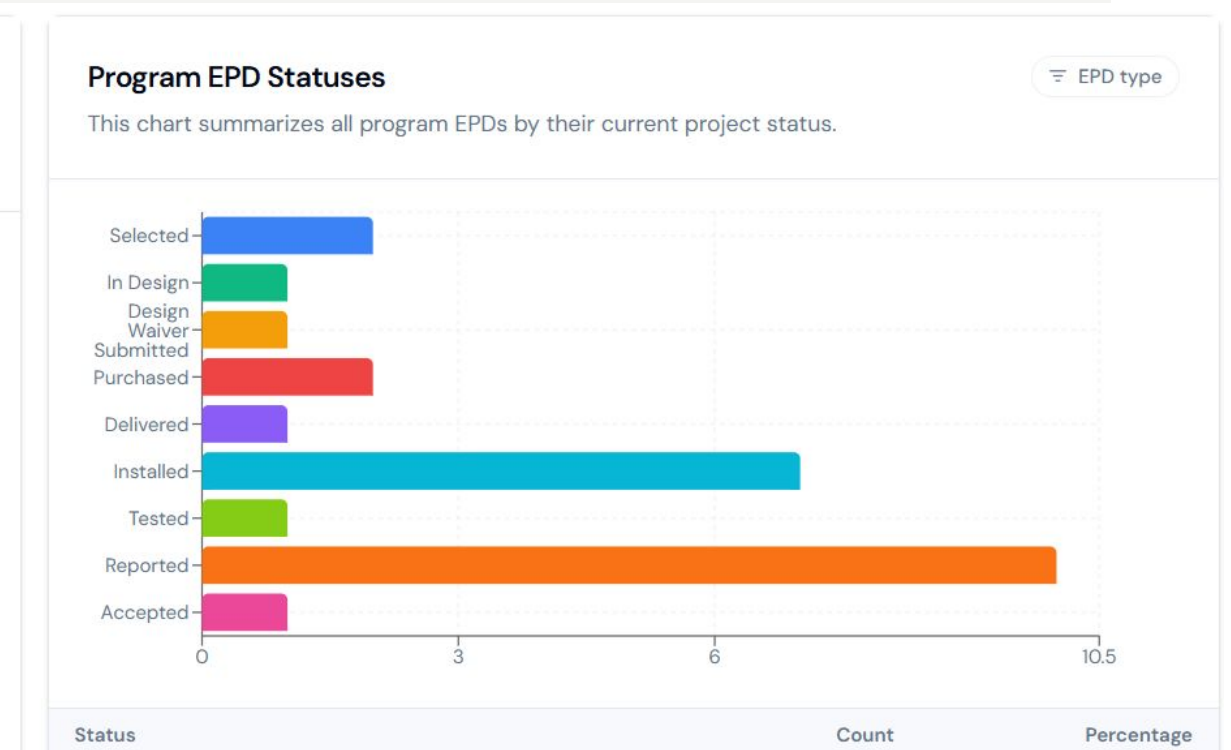 Program EPD Statuses
EPD type
This chart summarizes all program EPDs by their current project status.
Selected
In Design
Design
Waiver
Submitted
Purchased
Delivered
Installed
Tested
Reported
Accepted
0 3 6 10.5
Status Count Percentage